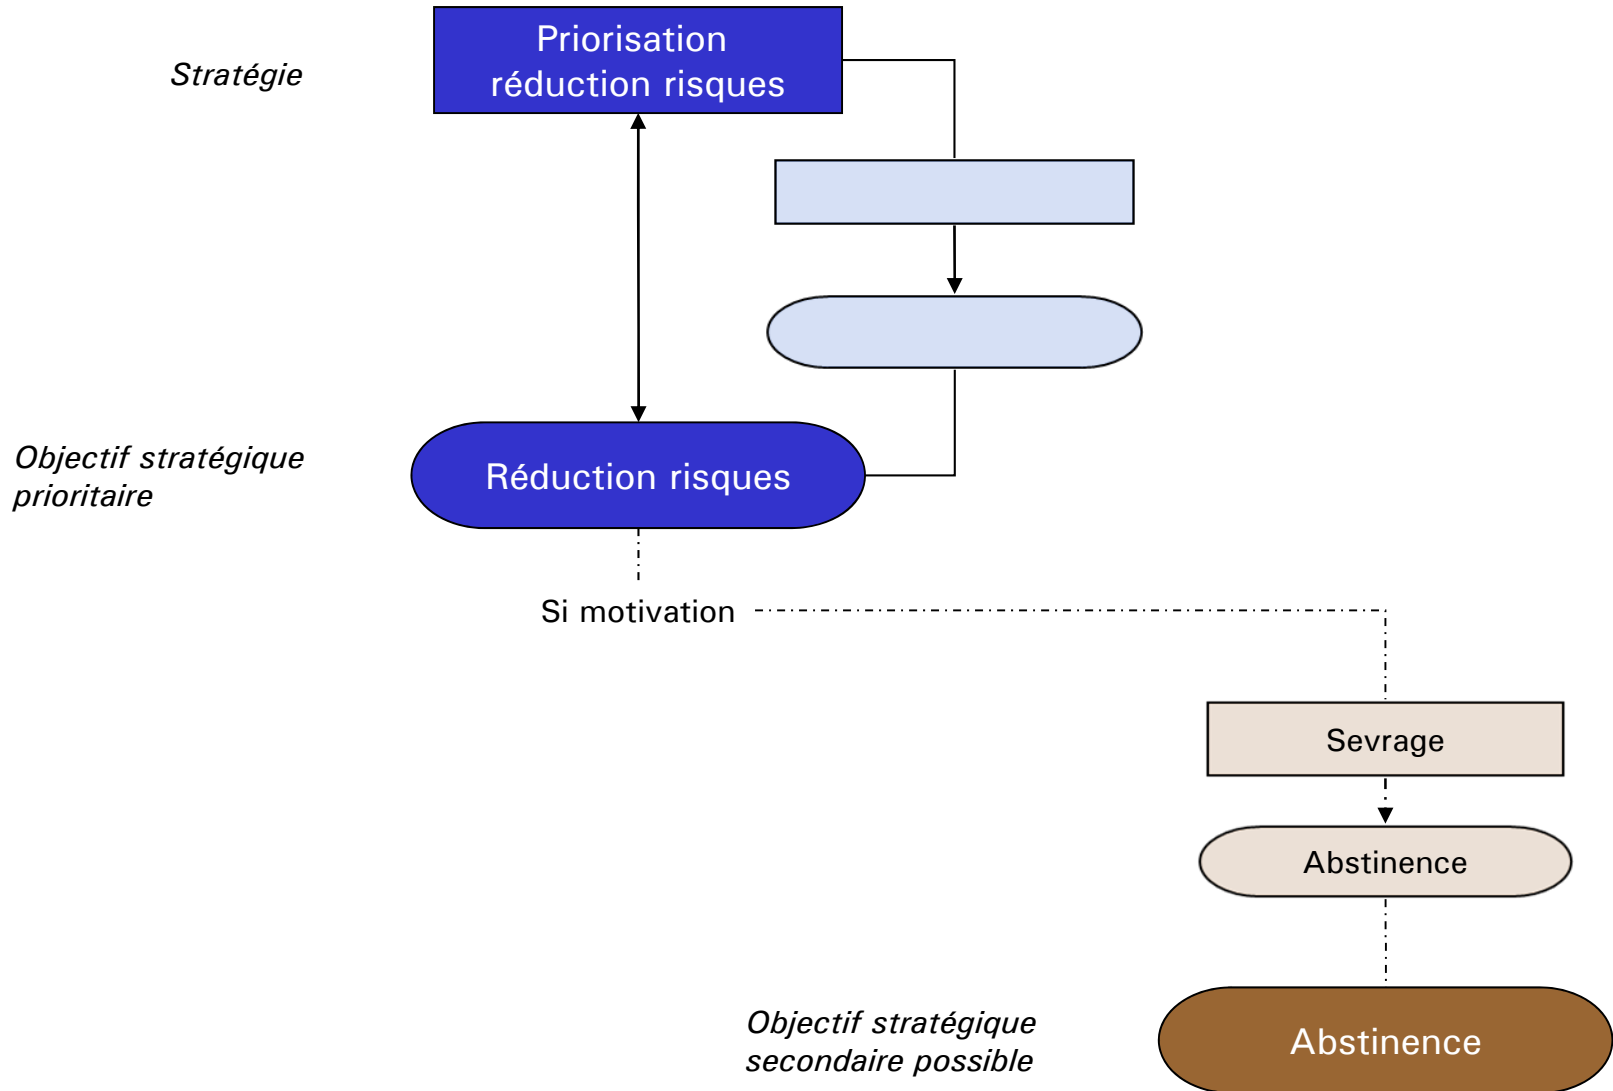 Priorisation
réduction risques
Stratégie
Objectif stratégique
prioritaire
Réduction risques
Si motivation
Sevrage
Abstinence
Objectif stratégique
secondaire possible
Abstinence